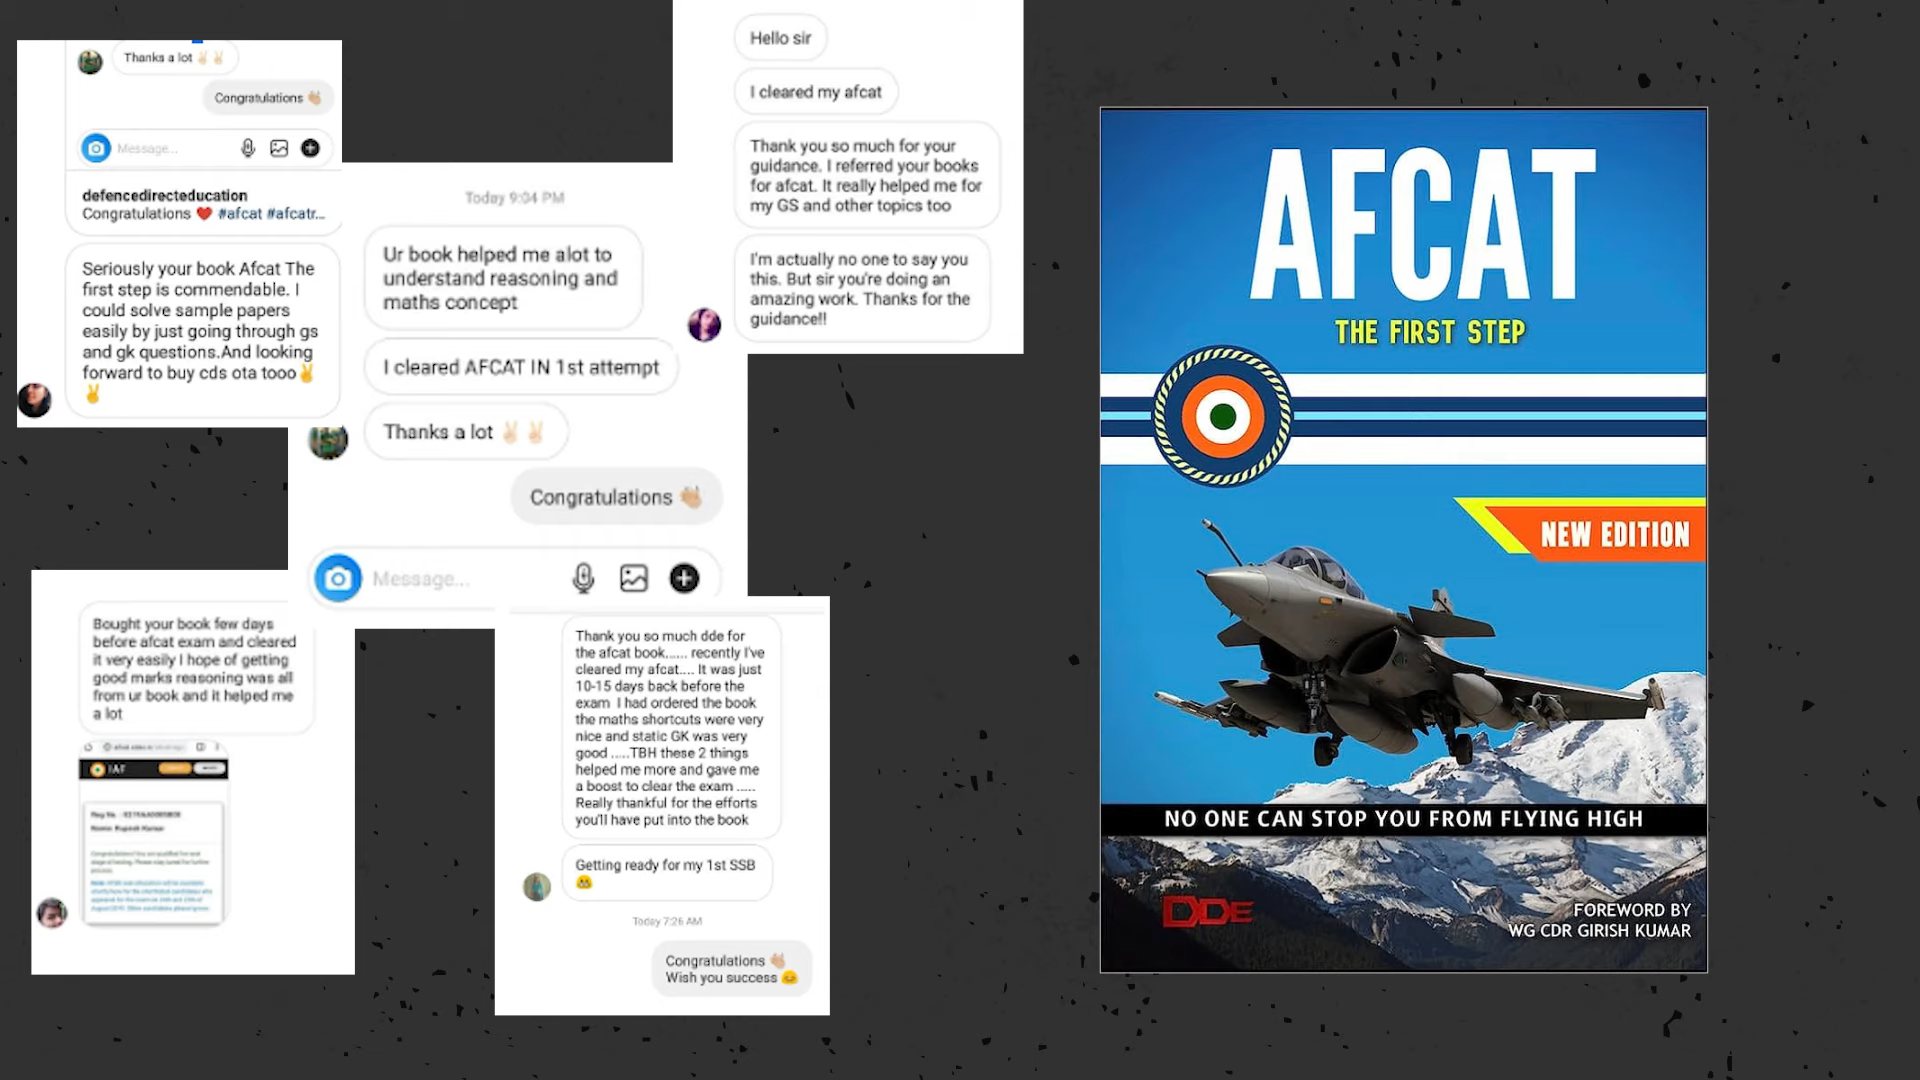 Thanks a lot ✌🏻✌🏻
Congratulations 👏🏼
Message...
defencedirecteducation
Congratulations ❤️ #afcat #afcatr...
Seriously your book Afcat The
first step is commendable. I
could solve sample papers
easily by just going through gs
and gk questions.And looking
forward to buy cds ota tooo✌️
✌️
Today 9:04 PM
Ur book helped me alot to
understand reasoning and
maths concept
I cleared AFCAT IN 1st attempt
Thanks a lot ✌🏻✌🏻
Congratulations 👏🏼
Message...
Hello sir
I cleared my afcat
Thank you so much for your
guidance. I referred your books
for afcat. It really helped me for
my GS and other topics too
I'm actually no one to say you
this. But sir you're doing an
amazing work. Thanks for the
guidance!!
Bought your book few days
before afcat exam and cleared
it very easily I hope of getting
good marks reasoning was all
from ur book and it helped me
a lot
IAF
Thank you so much dde for
the afcat book...... recently I've
cleared my afcat.... It was just
10-15 days back before the
exam I had ordered the book
the maths shortcuts were very
nice and static GK was very
good .....TBH these 2 things
helped me more and gave me
a boost to clear the exam .....
Really thankful for the efforts
you'll have put into the book
Getting ready for my 1st SSB
😁
Today 7:26 AM
Congratulations 👏🏼
Wish you success 😊
AFCAT
THE FIRST STEP
NEW EDITION
NO ONE CAN STOP YOU FROM FLYING HIGH
DDE
FOREWORD BY
WG CDR GIRISH KUMAR